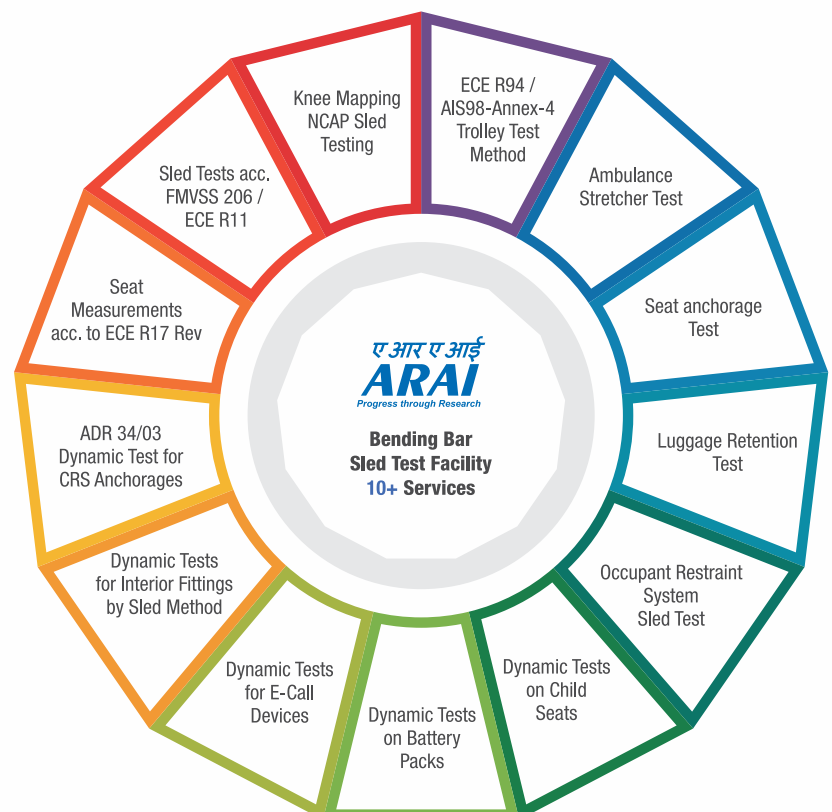 ए आर ए आई
ARAI
Progress through Research
Bending Bar
Sled Test Facility
10+ Services
ECE R94 /
AIS98-Annex-4
Trolley Test
Method
Ambulance
Stretcher Test
Seat anchorage
Test
Luggage Retention
Test
Occupant Restraint
System
Sled Test
Dynamic Tests
on Child
Seats
Dynamic Tests
on Battery
Packs
Dynamic Tests
for E-Call
Devices
Dynamic Tests
for Interior Fittings
by Sled Method
ADR 34/03
Dynamic Test for
CRS Anchorages
Seat
Measurements
acc. to ECE R17 Rev
Sled Tests acc.
FMVSS 206 /
ECE R11
Knee Mapping
NCAP Sled
Testing